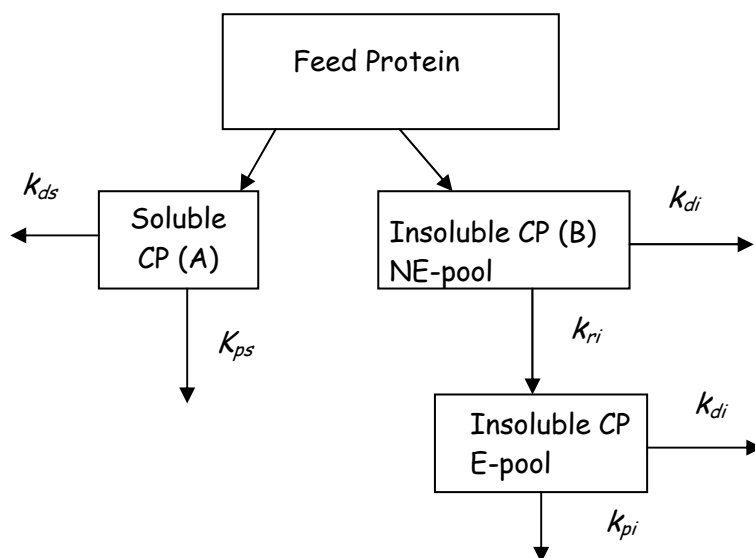 Feed Protein
k_ds
Soluble
CP (A)
Insoluble CP (B)
NE-pool
k_di
K_ps
k_ri
Insoluble CP
E-pool
k_di
k_pi